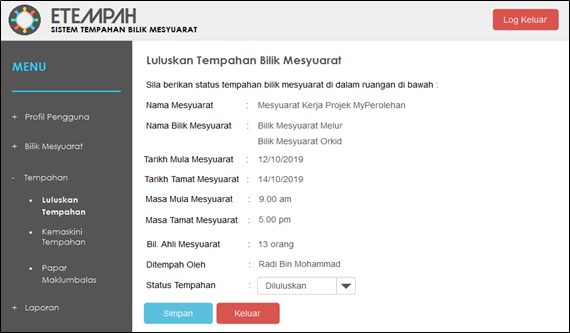 ETEMPAH
SISTEM TEMPAHAN BILIK MESYUARAT
Log Keluar
MENU
+ Profil Pengguna
+ Bilik Mesyuarat
- Tempahan
• Luluskan
Tempahan
• Kemaskini
Tempahan
• Papar
Maklumbalas
+ Laporan
Luluskan Tempahan Bilik Mesyuarat
Sila berikan status tempahan bilik mesyuarat di dalam ruangan di bawah :
Nama Mesyuarat : Mesyuarat Kerja Projek MyPerolehan
Nama Bilik Mesyuarat : Bilik Mesyuarat Melur
Bilik Mesyuarat Orkid
Tarikh Mula Mesyuarat : 12/10/2019
Tarikh Tamat Mesyuarat : 14/10/2019
Masa Mula Mesyuarat : 9.00 am
Masa Tamat Mesyuarat : 5.00 pm
Bil. Ahli Mesyuarat : 13 orang
Ditempah Oleh : Radi Bin Mohammad
Status Tempahan : Diluluskan
Simpan
Keluar